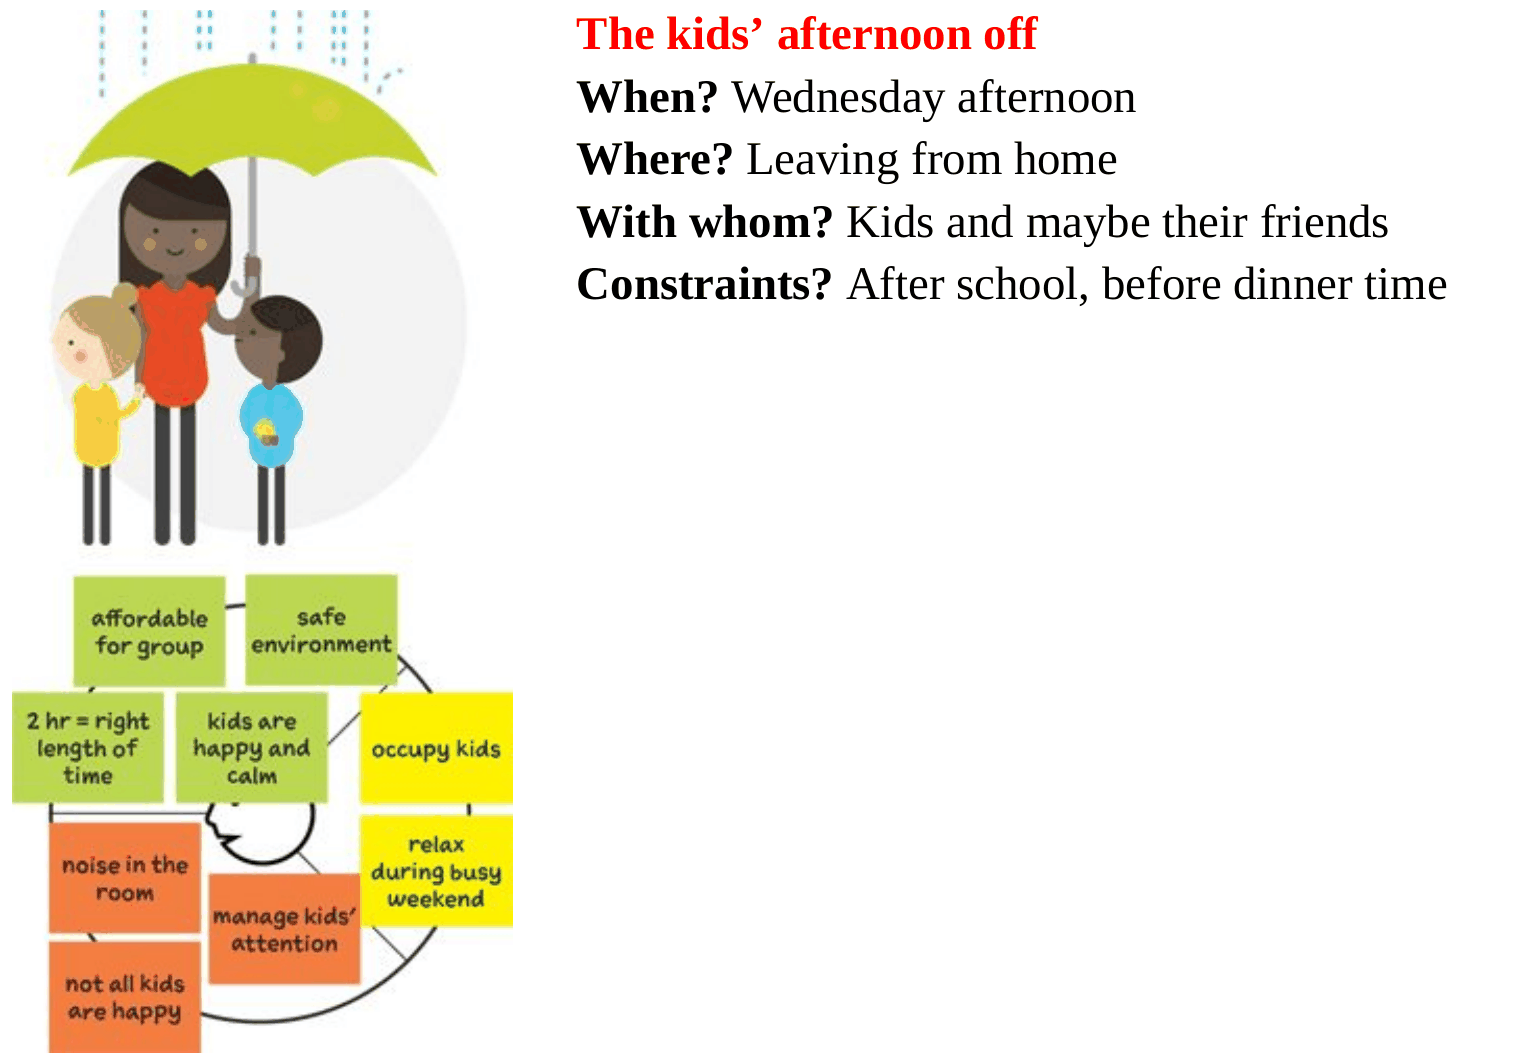 The kids’ afternoon off
When? Wednesday afternoon
Where? Leaving from home
With whom? Kids and maybe their friends
Constraints? After school, before dinner time
affordable
for group
safe
environment
2 hr = right
length of
time
kids are
happy and
calm
occupy kids
noise in the
room
manage kids’
attention
relax
during busy
weekend
not all kids
are happy